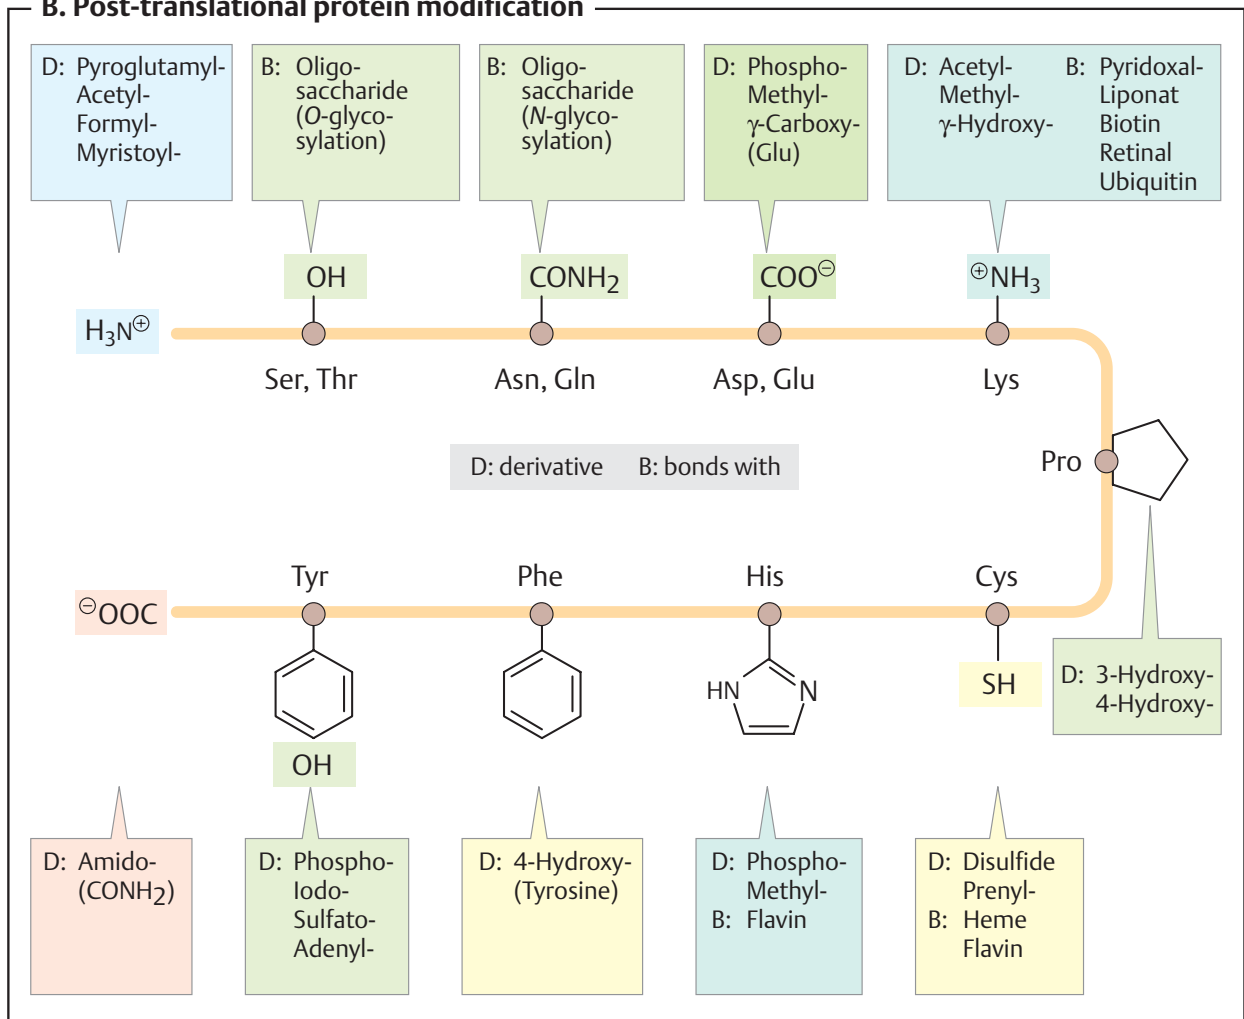 B. Post-translational protein modification
D: Pyroglutamyl-
Acetyl-
Formyl-
Myristoyl-
B: Oligo-
saccharide
(O-glyco-
sylation)
B: Oligo-
saccharide
(N-glyco-
sylation)
D: Phospho-
Methyl-
γ-Carboxy-
(Glu)
D: Acetyl-
Methyl-
γ-Hydroxy-
B: Pyridoxal-
Liponat
Biotin
Retinal
Ubiquitin
OH
CONH2
COO⊖
⊕NH3
H3N⊕
Ser, Thr
Asn, Gln
Asp, Glu
Lys
D: derivative B: bonds with
Pro
Tyr
Phe
His
Cys
⊖OOC
HN
N
SH
D: 3-Hydroxy-
4-Hydroxy-
OH
D: Amido-
(CONH2)
D: Phospho-
Iodo-
Sulfato-
Adenyl-
D: 4-Hydroxy-
(Tyrosine)
D: Phospho-
Methyl-
B: Flavin
D: Disulfide
Prenyl-
B: Heme
Flavin